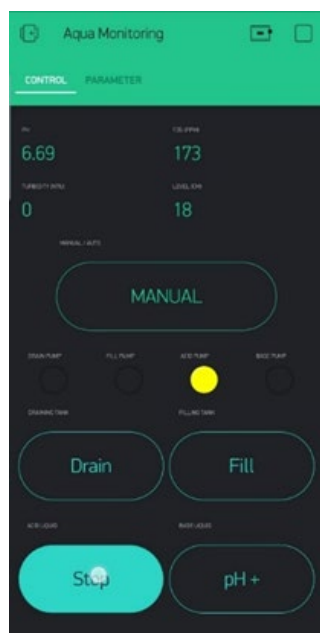 Aqua Monitoring
CONTROL PARAMETER
PH TDS (PPM)
6.69 173
TURBIDITY (NTU) LEVEL (CM)
0 18
MANUAL / AUTO
MANUAL
DRAIN PUMP FILL PUMP ACID PUMP BASE PUMP
DRAINING TANK FILLING TANK
Drain Fill
ACID LIQUID BASE LIQUID
Stop pH +